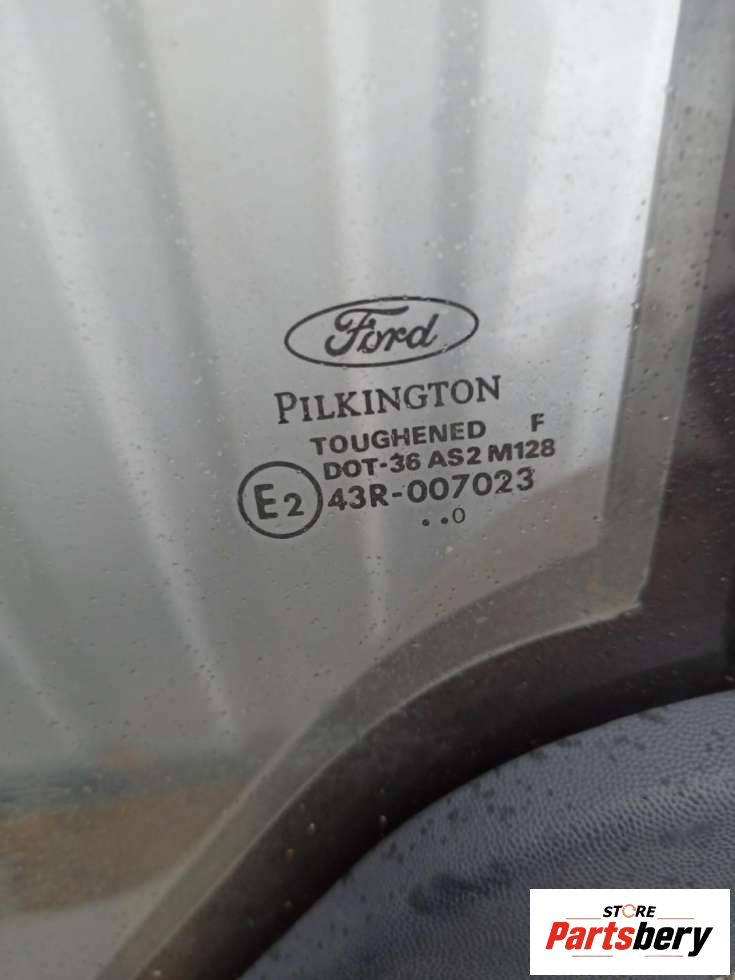 Ford
PILKINGTON
TOUGHENED F
DOT-36 AS2 M128
E2 43R-007023
..0
STORE
Partsbery